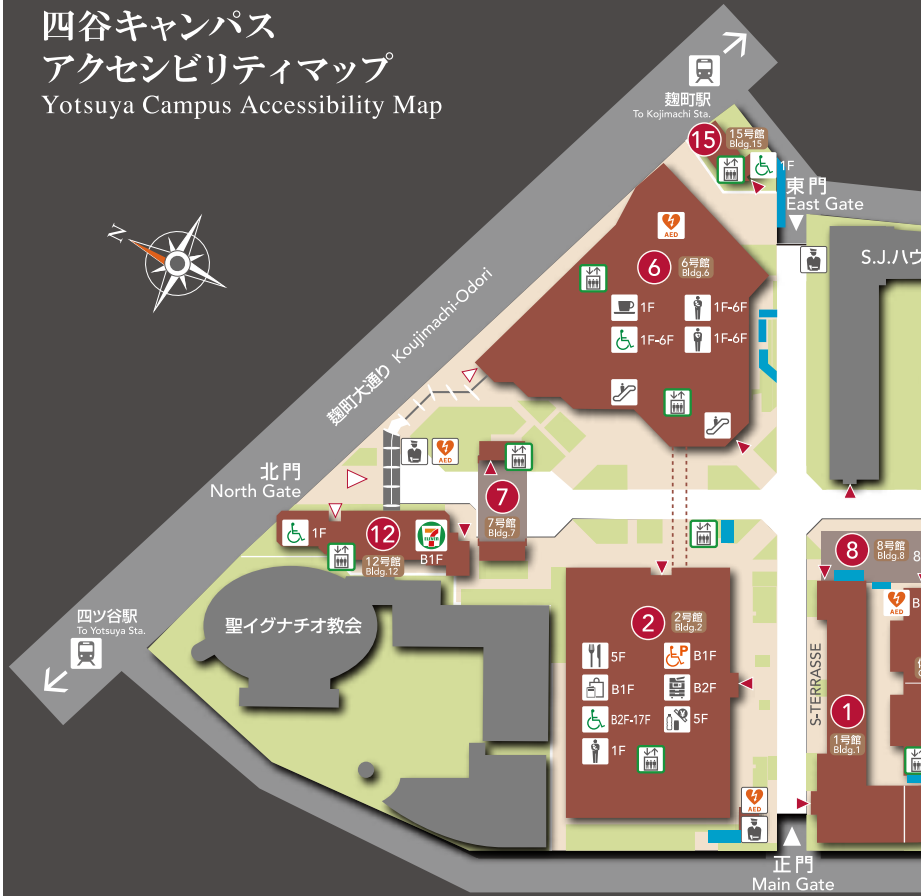 四谷キャンパス
アクセシビリティマップ
Yotsuya Campus Accessibility Map
麹町駅
To Kojimachi Sta.
15
15号館
Bldg.15
1F
東門
East Gate
N
AED
6
6号館
Bldg.6
S.J.ハウ
1F
1F-6F
1F-6F
1F-6F
麹町大通り Koujimachi-Odori
北門
North Gate
AED
7
7号館
Bldg.7
1F
12
12号館
Bldg.12
7
ELEVEN
B1F
8
8号館
Bldg.8
8
四ツ谷駅
To Yotsuya Sta.
聖イグナチオ教会
2
2号館
Bldg.2
AED
B
5F
P
B1F
B1F
B2F
B2F-17F
5F
1F
S-TERRASSE
1
1号館
Bldg.1
AED
正門
Main Gate